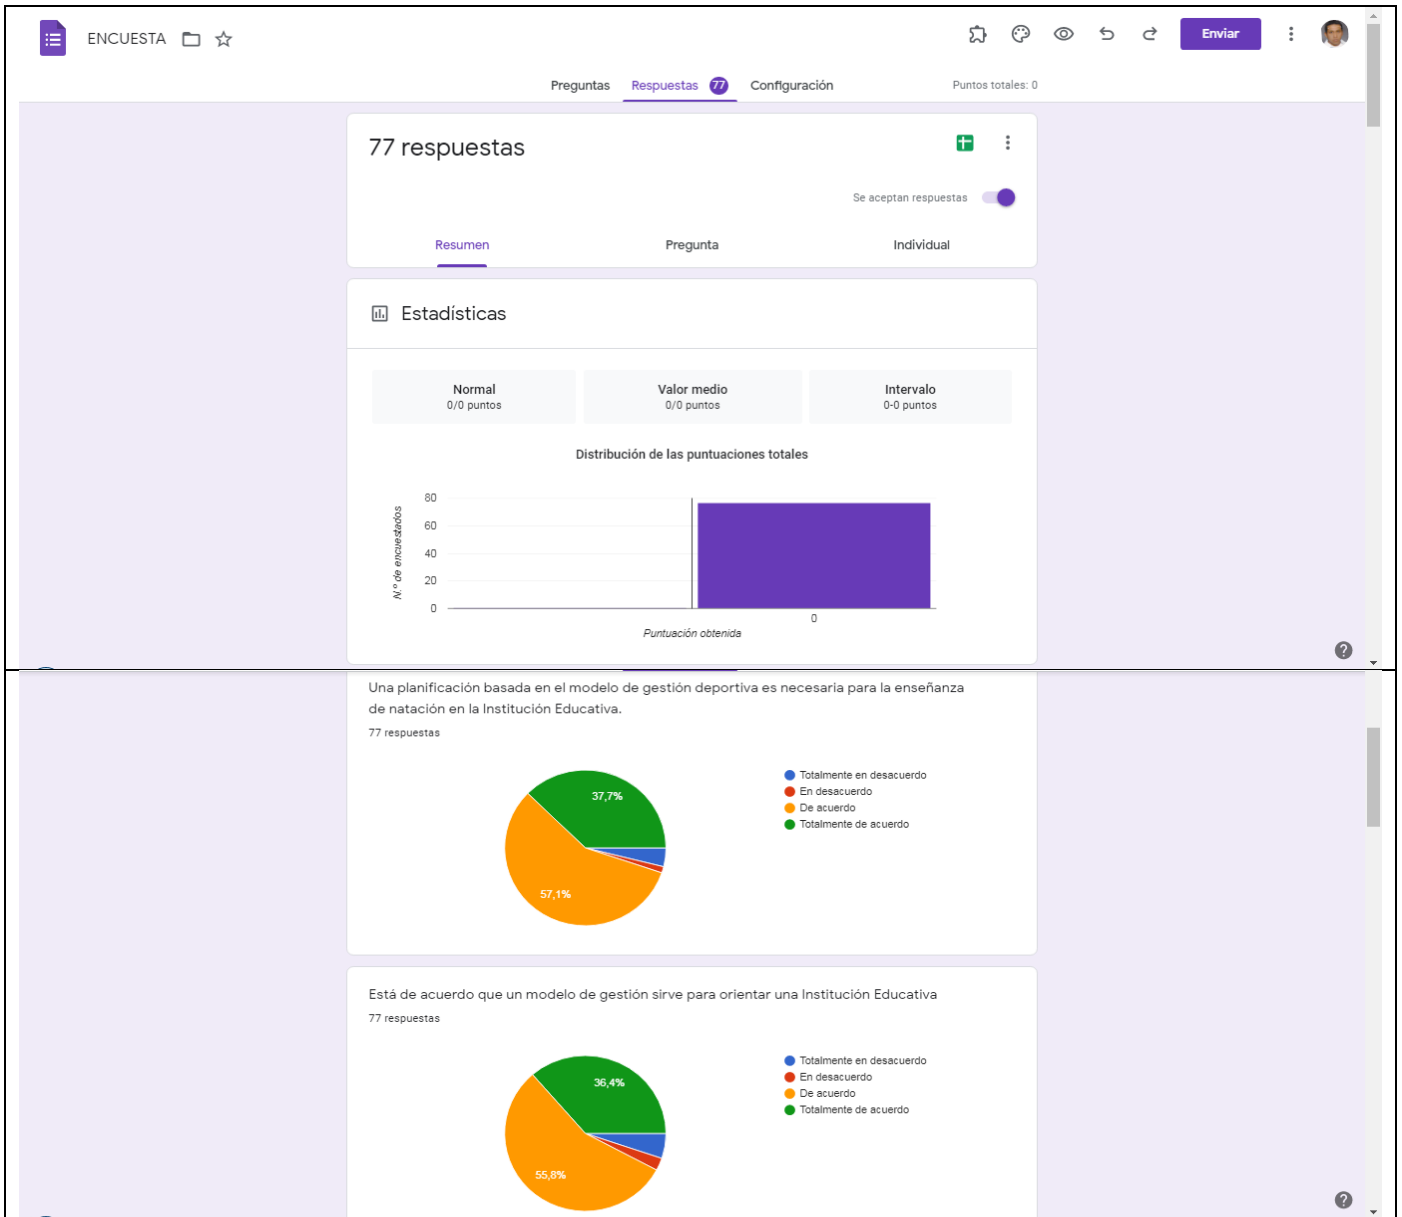 ENCUESTA
Enviar
Preguntas Respuestas 77 Configuración Puntos totales: 0
77 respuestas
Se aceptan respuestas
Resumen Pregunta Individual
Estadísticas
Normal Valor medio Intervalo
0/0 puntos 0/0 puntos 0-0 puntos
Distribución de las puntuaciones totales
N.º de encuestados
80
60
40
20
0
0
Puntuación obtenida
Una planificación basada en el modelo de gestión deportiva es necesaria para la enseñanza
de natación en la Institución Educativa.
77 respuestas
37,7%
57,1%
Totalmente en desacuerdo
En desacuerdo
De acuerdo
Totalmente de acuerdo
Está de acuerdo que un modelo de gestión sirve para orientar una Institución Educativa
77 respuestas
36,4%
55,8%
Totalmente en desacuerdo
En desacuerdo
De acuerdo
Totalmente de acuerdo